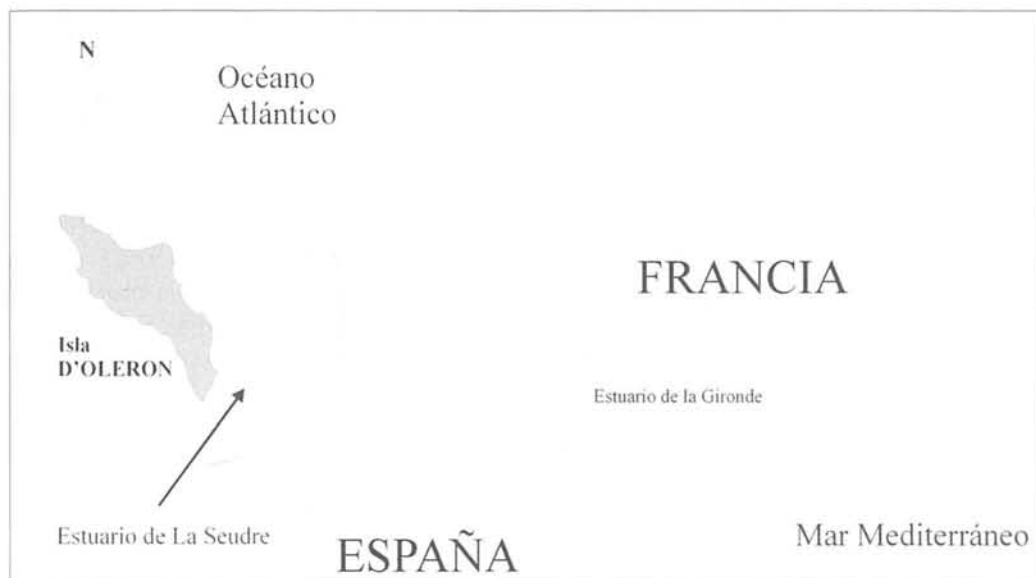 N
Océano
Atlántico
FRANCIA
Isla
D'OLERON
Estuario de la Gironde
Estuario de La Seudre
ESPAÑA
Mar Mediterráneo